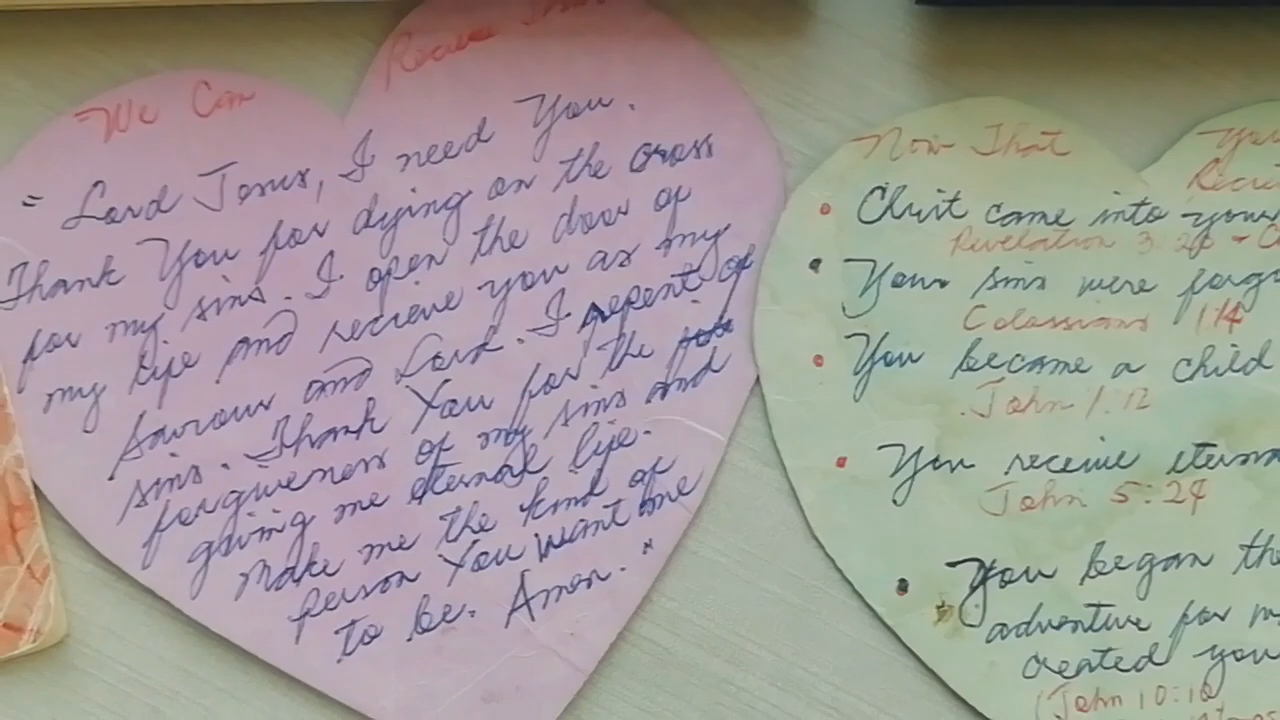 We Can Receive
" Lord Jesus, I need You.
Thank You for dying on the cross
for my sins. I open the door of
my life and recieve you as my
Saviour and Lord. I repent of
sins. Thank You for the
forgiveness of my sins and
giving me eternal life.
Make me the kind of
person You want me
to be. Amen. "
Now That
Christ came into your
Revelation 3:20 - C
Your sins were forg
Colossians 1:14
You became a child
John 1:12
You receive eterna
John 5:24
You began the
adventure for
created you
(John 10:10